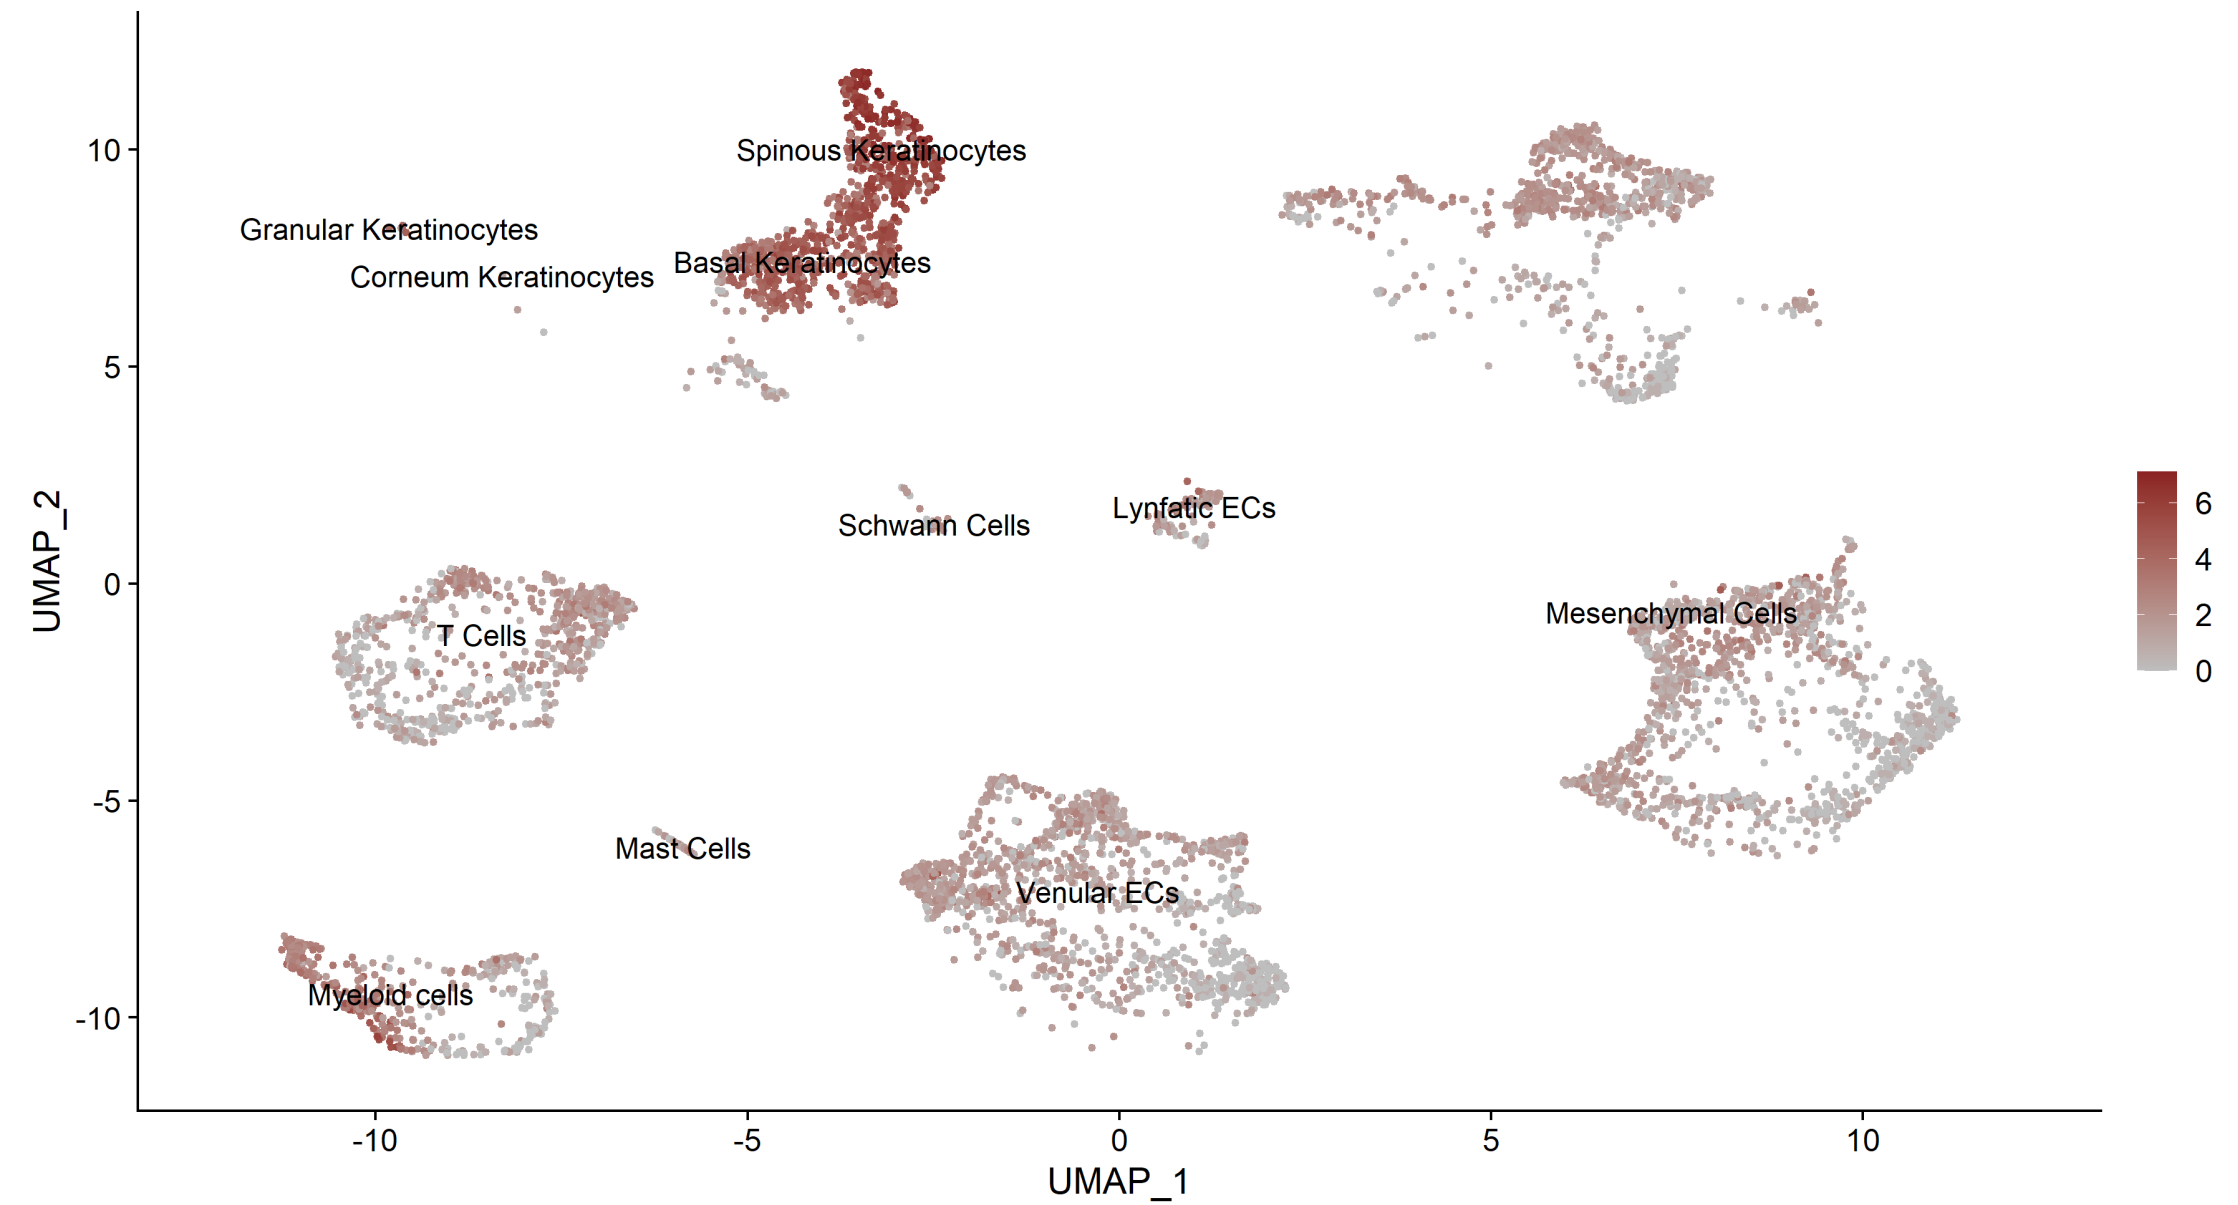 Spinous Keratinocytes
Granular Keratinocytes
Basal Keratinocytes
Corneum Keratinocytes
Lynfatic ECs
Schwann Cells
Mesenchymal Cells
T Cells
Mast Cells
Venular ECs
Myeloid cells
UMAP_2
10
5
0
-5
-10
-10
-5
0
5
10
UMAP_1
6
4
2
0